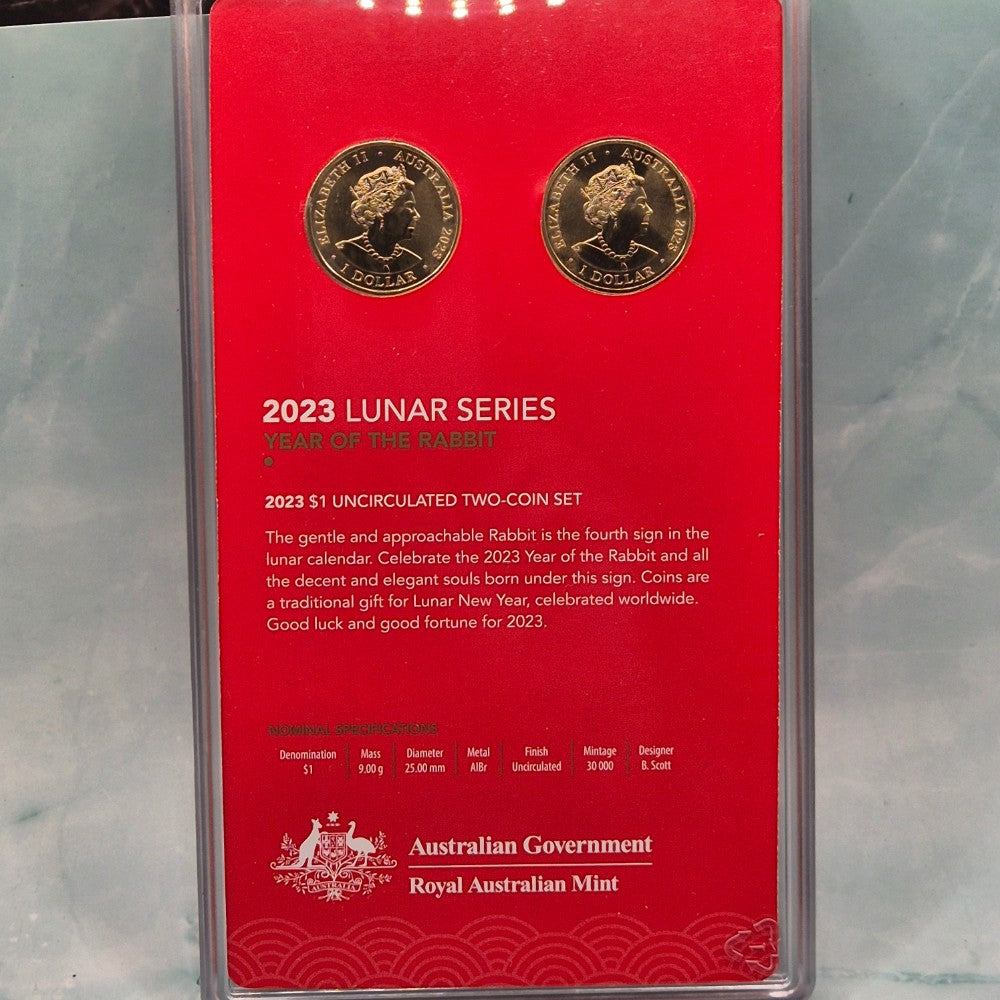 ELIZABETH II · AUSTRALIA 2023
· 1 DOLLAR ·
ELIZABETH II · AUSTRALIA 2023
· 1 DOLLAR ·
2023 LUNAR SERIES
YEAR OF THE RABBIT
2023 $1 UNCIRCULATED TWO-COIN SET
The gentle and approachable Rabbit is the fourth sign in the
lunar calendar. Celebrate the 2023 Year of the Rabbit and all
the decent and elegant souls born under this sign. Coins are
a traditional gift for Lunar New Year, celebrated worldwide.
Good luck and good fortune for 2023.
NOMINAL SPECIFICATIONS
Denomination Mass Diameter Metal Finish Mintage Designer
$1 9.00 g 25.00 mm AlBr Uncirculated 30 000 B. Scott
AUSTRALIA
Australian Government
Royal Australian Mint